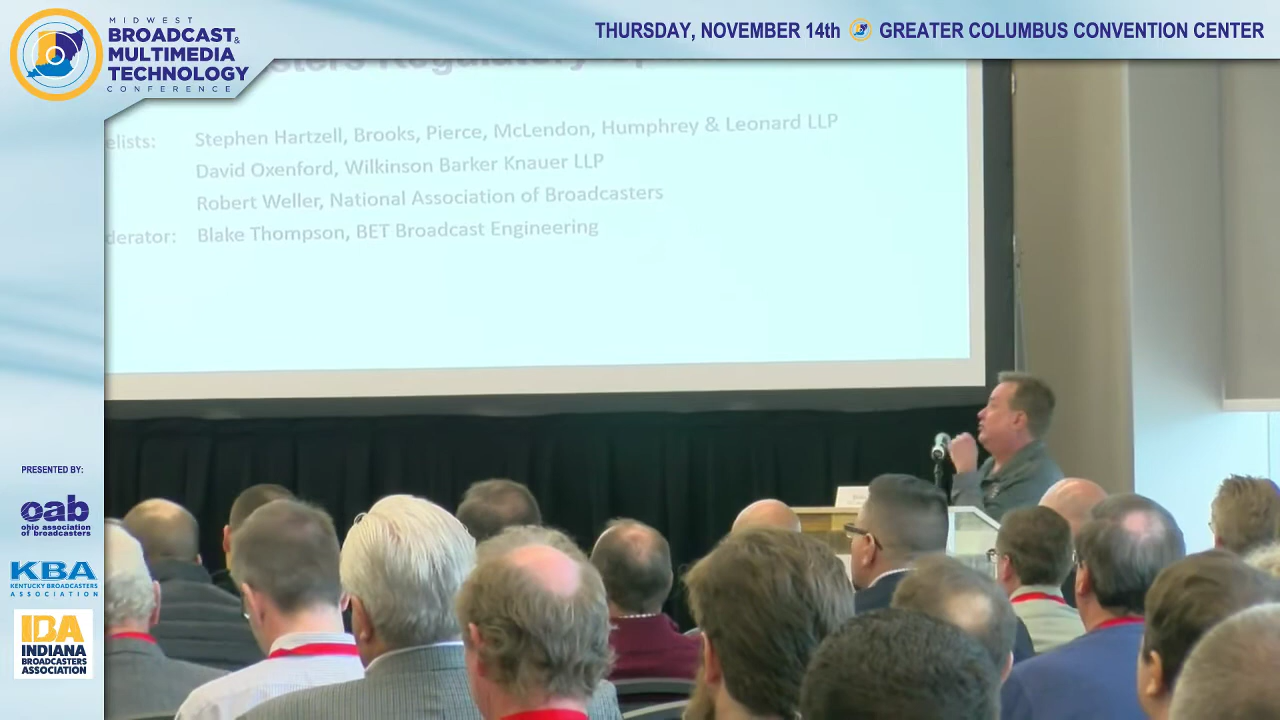 MIDWEST
BROADCAST &
MULTIMEDIA
TECHNOLOGY
CONFERENCE
THURSDAY, NOVEMBER 14th GREATER COLUMBUS CONVENTION CENTER
Regulatory
elists: Stephen Hartzell, Brooks, Pierce, McLendon, Humphrey & Leonard LLP
David Oxenford, Wilkinson Barker Knauer LLP
Robert Weller, National Association of Broadcasters
derator: Blake Thompson, BET Broadcast Engineering
PRESENTED BY:
oab
ohio association
of broadcasters
KBA
KENTUCKY BROADCASTERS
ASSOCIATION
IBA
INDIANA
BROADCASTERS
ASSOCIATION